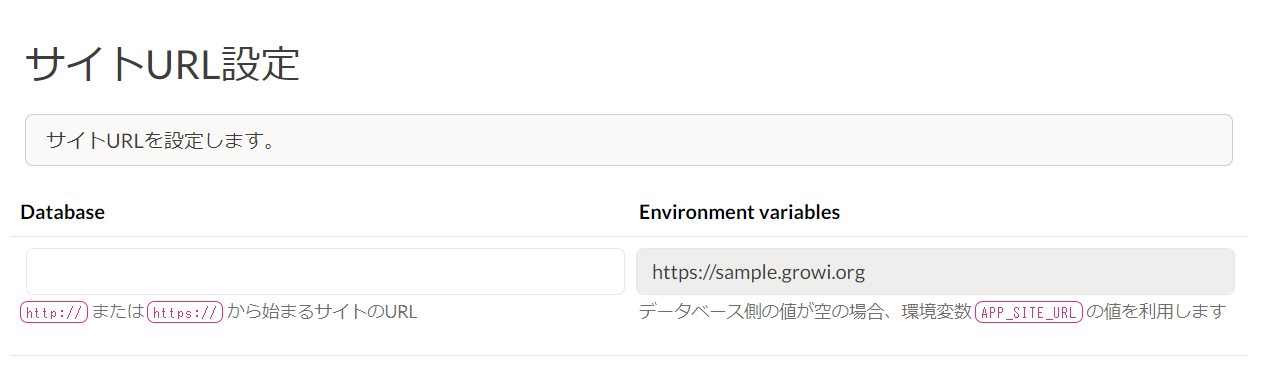 サイトURL設定
サイトURLを設定します。
Database
Environment variables
https://sample.growi.org
http:// または https:// から始まるサイトのURL
データベース側の値が空の場合、環境変数 APP_SITE_URL の値を利用します